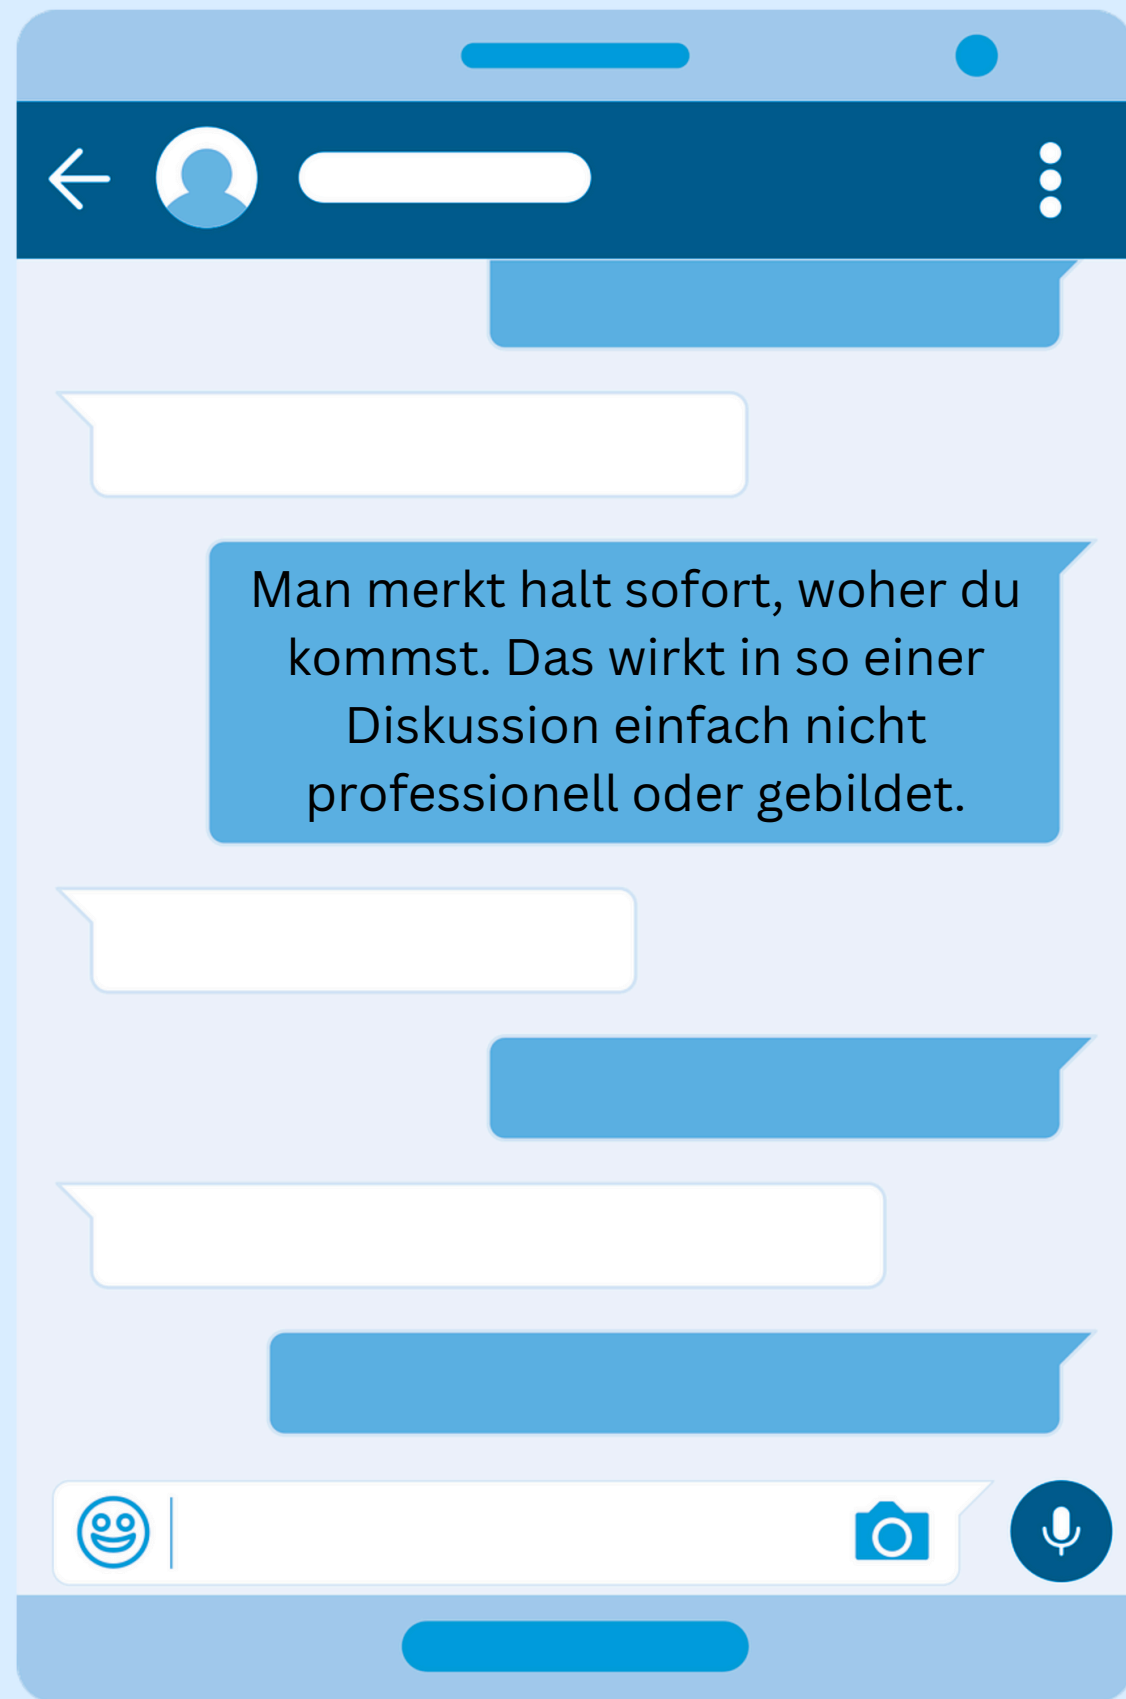 Man merkt halt sofort, woher du
kommst. Das wirkt in so einer
Diskussion einfach nicht
professionell oder gebildet.